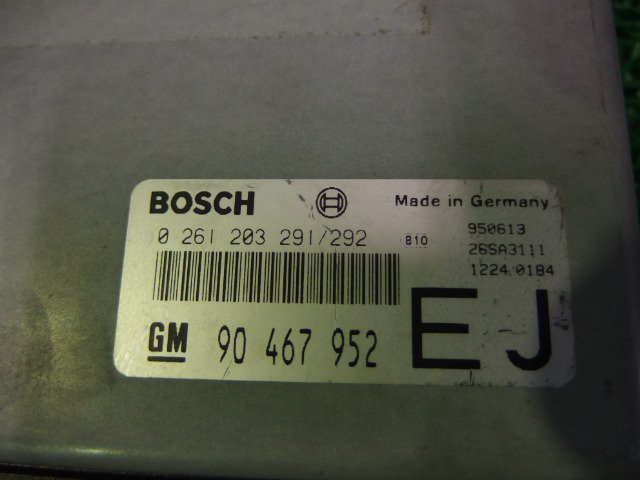 BOSCH Made in Germany
0 261 203 291/292 810 950613
26SA3111
1224 0184
GM 90 467 952 EJ